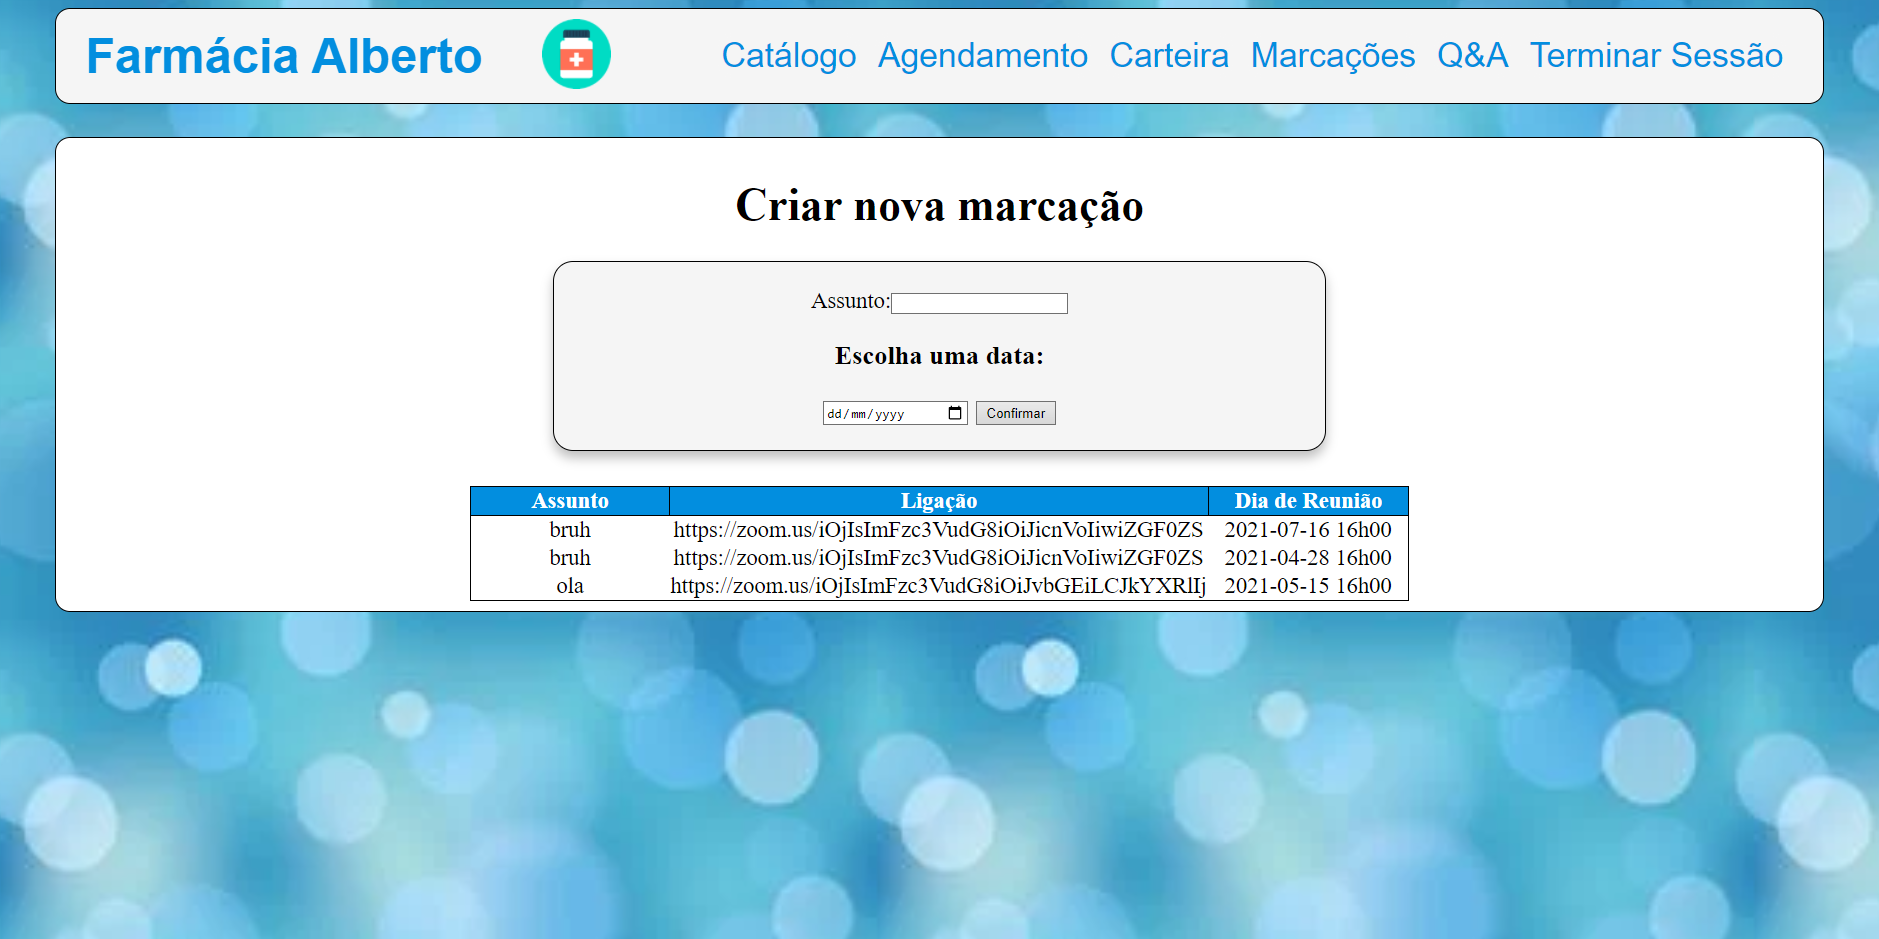 Farmácia Alberto
Catálogo Agendamento Carteira Marcações Q&A Terminar Sessão
Criar nova marcação
Assunto:
Escolha uma data:
dd/mm/yyyy Confirmar
Assunto Ligação Dia de Reunião
bruh https://zoom.us/iOjIsImFzc3VudG8iOiJicnVoIiwiZGF0ZS 2021-07-16 16h00
bruh https://zoom.us/iOjIsImFzc3VudG8iOiJicnVoIiwiZGF0ZS 2021-04-28 16h00
ola https://zoom.us/iOjIsImFzc3VudG8iOiJvbGEiLCJkYXRlIj 2021-05-15 16h00